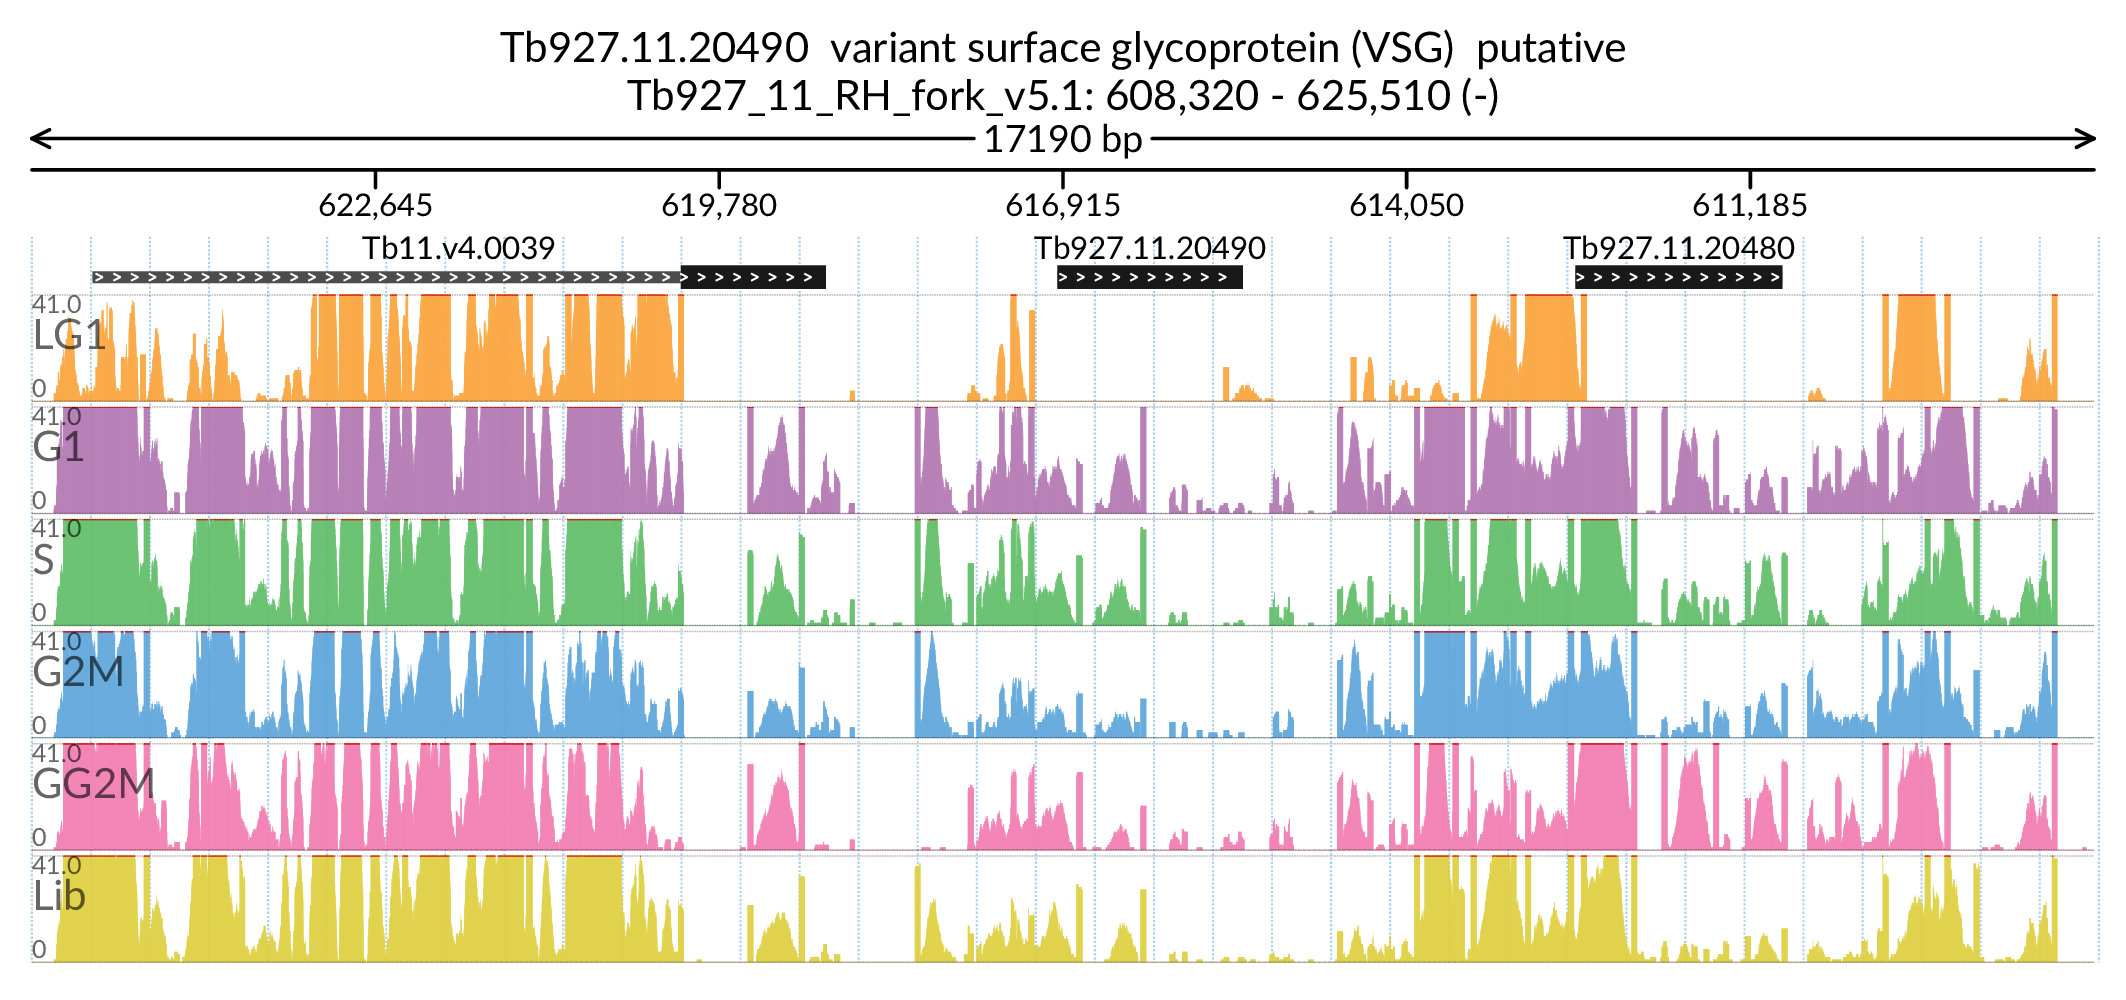 Tb927.11.20490 variant surface glycoprotein (VSG) putative
Tb927_11_RH_fork_v5.1: 608,320 - 625,510 (-)
17190 bp
622,645 619,780 616,915 614,050 611,185
Tb11.v4.0039 Tb927.11.20490 Tb927.11.20480
41.0
LG1
0
41.0
G1
0
41.0
S
0
41.0
G2M
0
41.0
GG2M
0
41.0
Lib
0